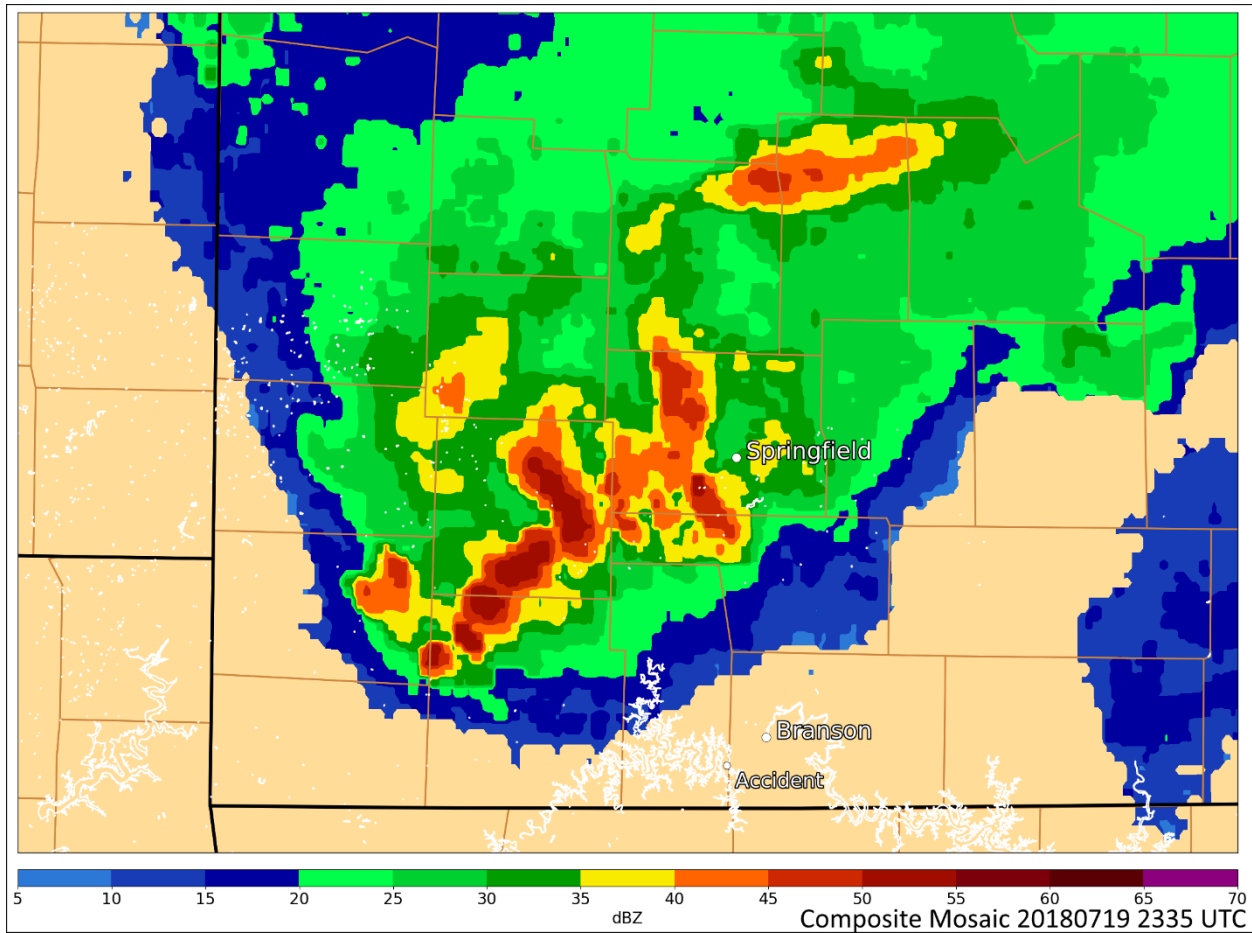 Springfield
Branson
Accident
5 10 15 20 25 30 35 40 45 50 55 60 65 70
dBZ
Composite Mosaic 20180719 2335 UTC